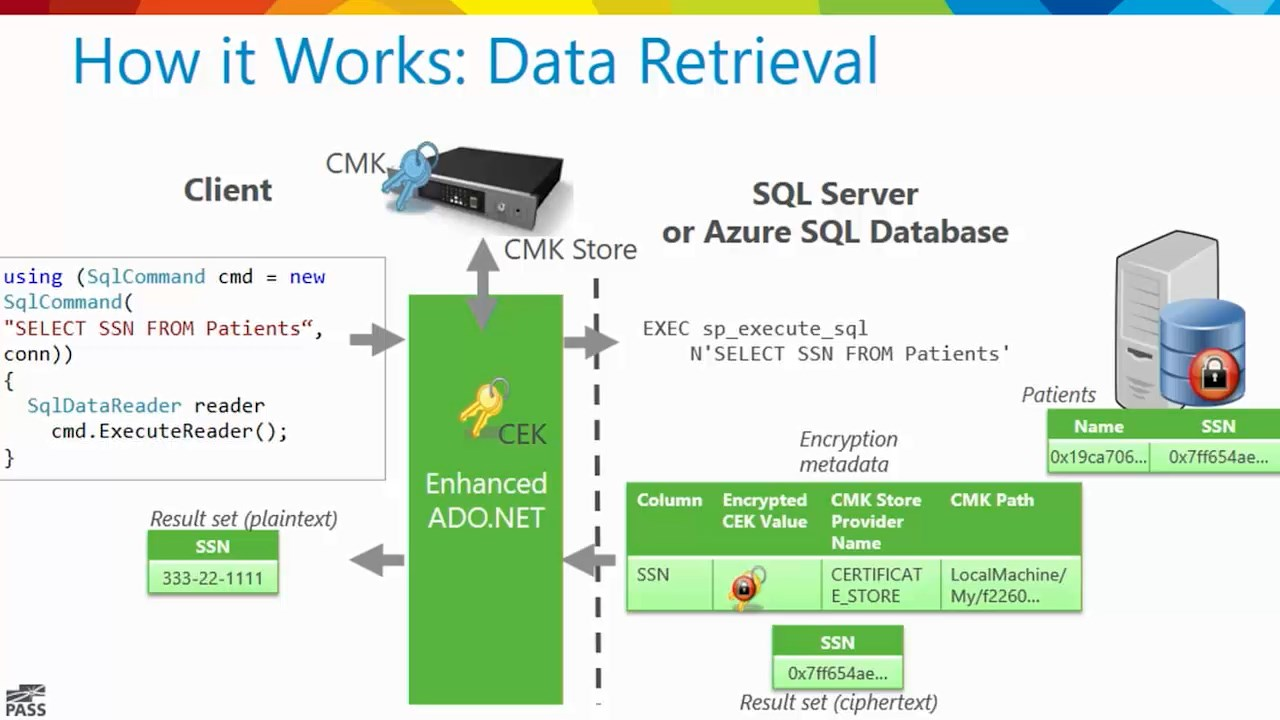 How it Works: Data Retrieval
CMK
Client
SQL Server
or Azure SQL Database
CMK Store
using (SqlCommand cmd = new
SqlCommand(
"SELECT SSN FROM Patients“,
conn))
{
SqlDataReader reader
cmd.ExecuteReader();
}
EXEC sp_execute_sql
N'SELECT SSN FROM Patients'
CEK
Enhanced
ADO.NET
Patients
Name SSN
0x19ca706... 0x7ff654ae...
Encryption
metadata
Column Encrypted CMK Store CMK Path
CEK Value Provider
Name
SSN CERTIFICAT LocalMachine/
E_STORE My/f2260...
Result set (plaintext)
SSN
333-22-1111
SSN
0x7ff654ae...
Result set (ciphertext)
PASS